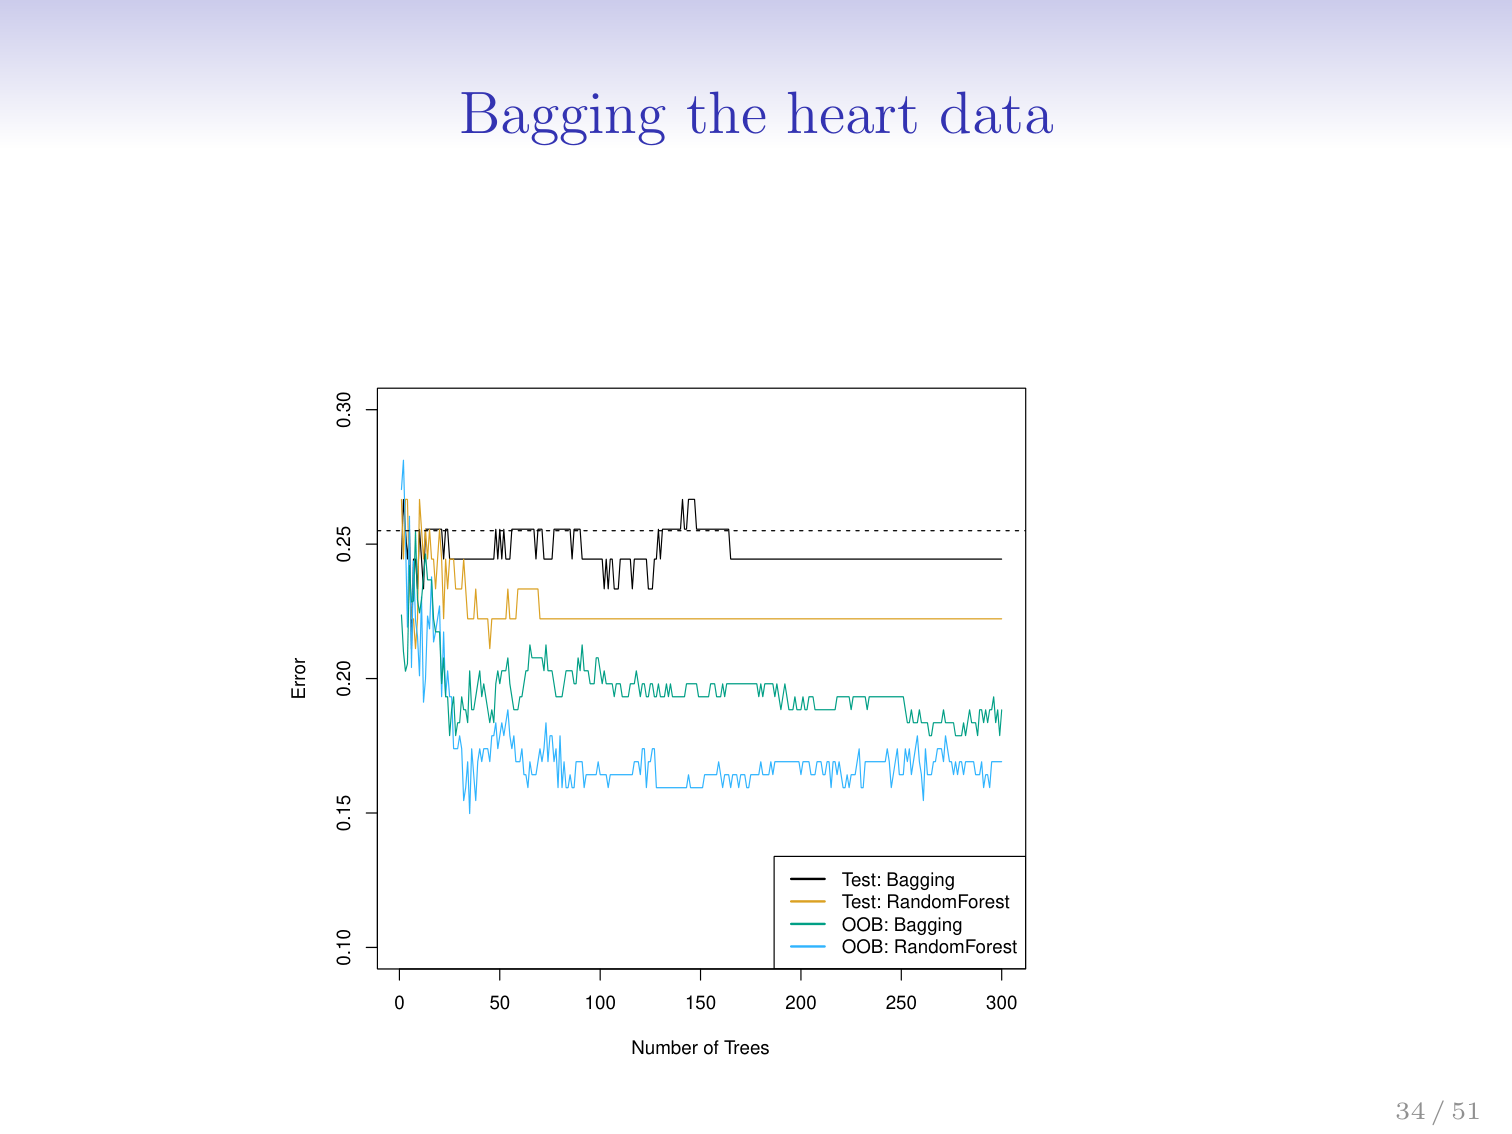 Bagging the heart data
0.30
0.25
0.20
0.15
0.10
Error
Test: Bagging
Test: RandomForest
OOB: Bagging
OOB: RandomForest
0 50 100 150 200 250 300
Number of Trees
34 / 51